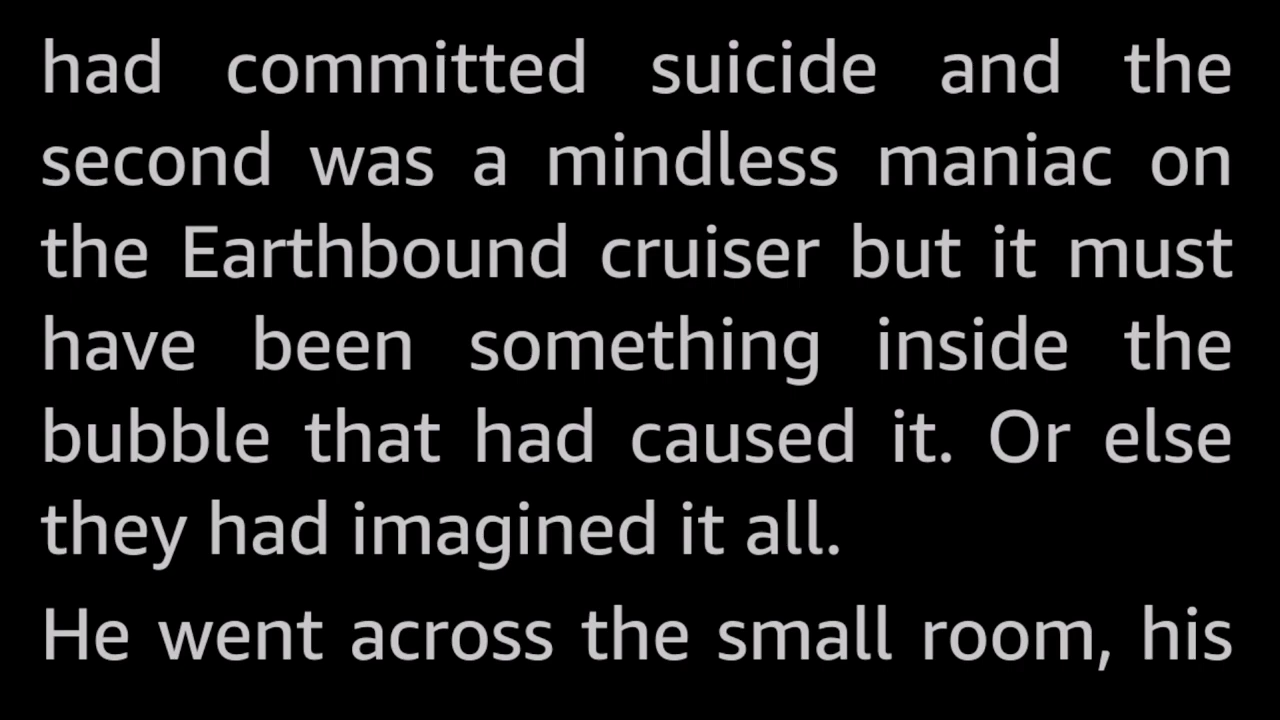 had committed suicide and the
second was a mindless maniac on
the Earthbound cruiser but it must
have been something inside the
bubble that had caused it. Or else
they had imagined it all.
He went across the small room, his